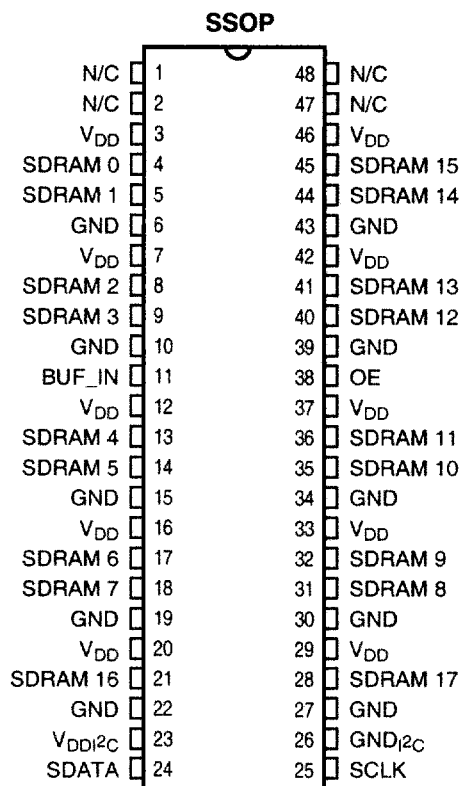 SSOP
N/C 1 48 N/C
N/C 2 47 N/C
VDD 3 46 VDD
SDRAM 0 4 45 SDRAM 15
SDRAM 1 5 44 SDRAM 14
GND 6 43 GND
VDD 7 42 VDD
SDRAM 2 8 41 SDRAM 13
SDRAM 3 9 40 SDRAM 12
GND 10 39 GND
BUF_IN 11 38 OE
VDD 12 37 VDD
SDRAM 4 13 36 SDRAM 11
SDRAM 5 14 35 SDRAM 10
GND 15 34 GND
VDD 16 33 VDD
SDRAM 6 17 32 SDRAM 9
SDRAM 7 18 31 SDRAM 8
GND 19 30 GND
VDD 20 29 VDD
SDRAM 16 21 28 SDRAM 17
GND 22 27 GND
VDDI²C 23 26 GNDI²C
SDATA 24 25 SCLK